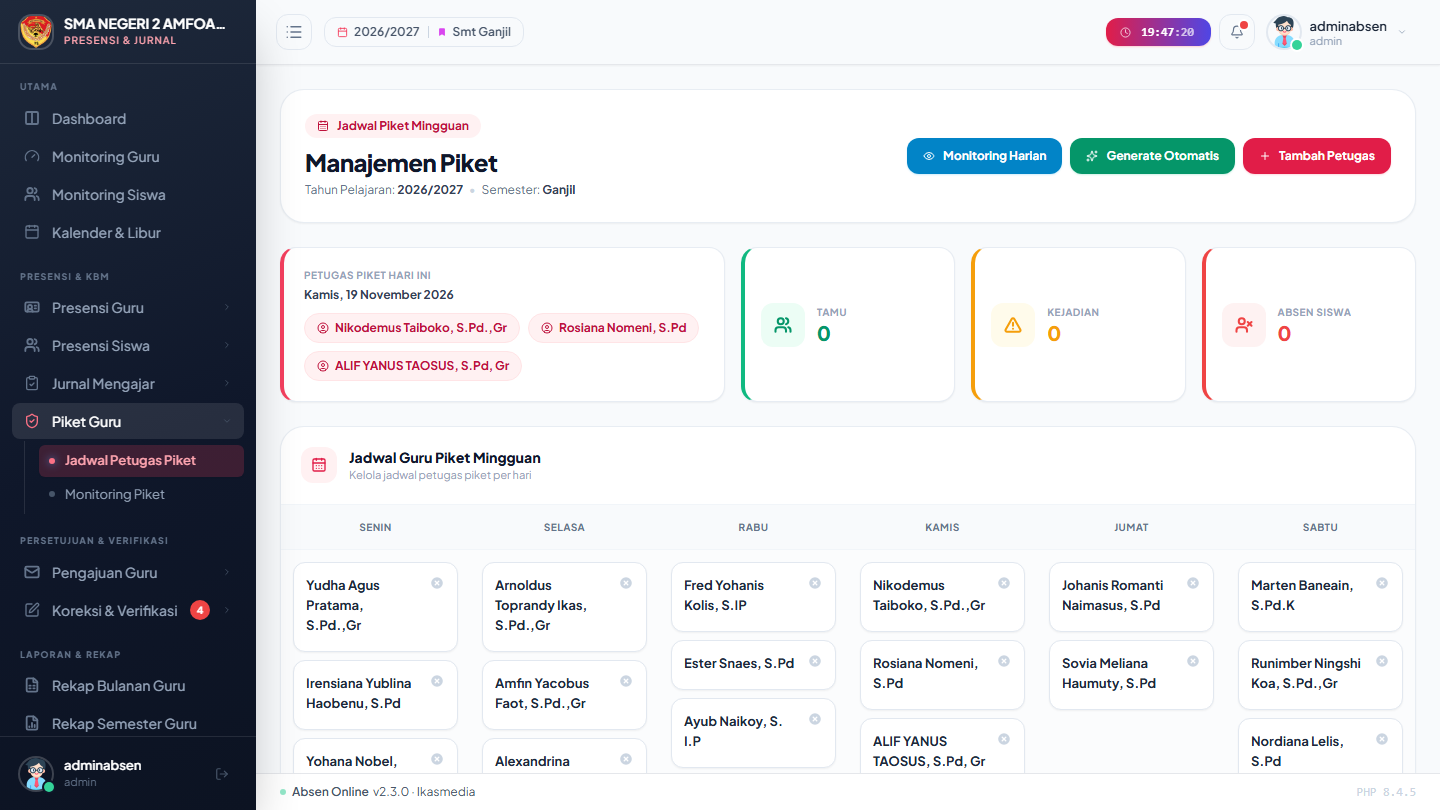 SMA NEGERI 2 AMFOA...
PRESENSI & JURNAL
UTAMA
Dashboard
Monitoring Guru
Monitoring Siswa
Kalender & Libur
PRESENSI & KBM
Presensi Guru
Presensi Siswa
Jurnal Mengajar
Piket Guru
Jadwal Petugas Piket
Monitoring Piket
PERSETUJUAN & VERIFIKASI
Pengajuan Guru
Koreksi & Verifikasi 4
LAPORAN & REKAP
Rekap Bulanan Guru
Rekap Semester Guru
adminabsen
admin
2026/2027 Smt Ganjil
19:47:20
adminabsen
admin
Jadwal Piket Mingguan
Manajemen Piket
Tahun Pelajaran: 2026/2027 Semester: Ganjil
Monitoring Harian
Generate Otomatis
Tambah Petugas
PETUGAS PIKET HARI INI
Kamis, 19 November 2026
Nikodemus Taiboko, S.Pd.,Gr
Rosiana Nomeni, S.Pd
ALIF YANUS TAOSUS, S.Pd, Gr
TAMU
0
KEJADIAN
0
ABSEN SISWA
0
Jadwal Guru Piket Mingguan
Kelola jadwal petugas piket per hari
SENIN
SELASA
RABU
KAMIS
JUMAT
SABTU
Yudha Agus
Pratama,
S.Pd.,Gr
Irensiana Yublina
Haobenu, S.Pd
Yohana Nobel,
Arnoldus
Toprandy Ikas,
S.Pd.,Gr
Amfin Yacobus
Faot, S.Pd.,Gr
Alexandrina
Fred Yohanis
Kolis, S.IP
Ester Snaes, S.Pd
Ayub Naikoy, S.
I.P
Nikodemus
Taiboko, S.Pd.,Gr
Rosiana Nomeni,
S.Pd
ALIF YANUS
TAOSUS, S.Pd, Gr
Johanis Romanti
Naimasus, S.Pd
Sovia Meliana
Haumuty, S.Pd
Marten Baneain,
S.Pd.K
Runimber Ningshi
Koa, S.Pd.,Gr
Nordiana Lelis,
S.Pd
Absen Online v2.3.0 · Ikasmedia
PHP 8.4.5